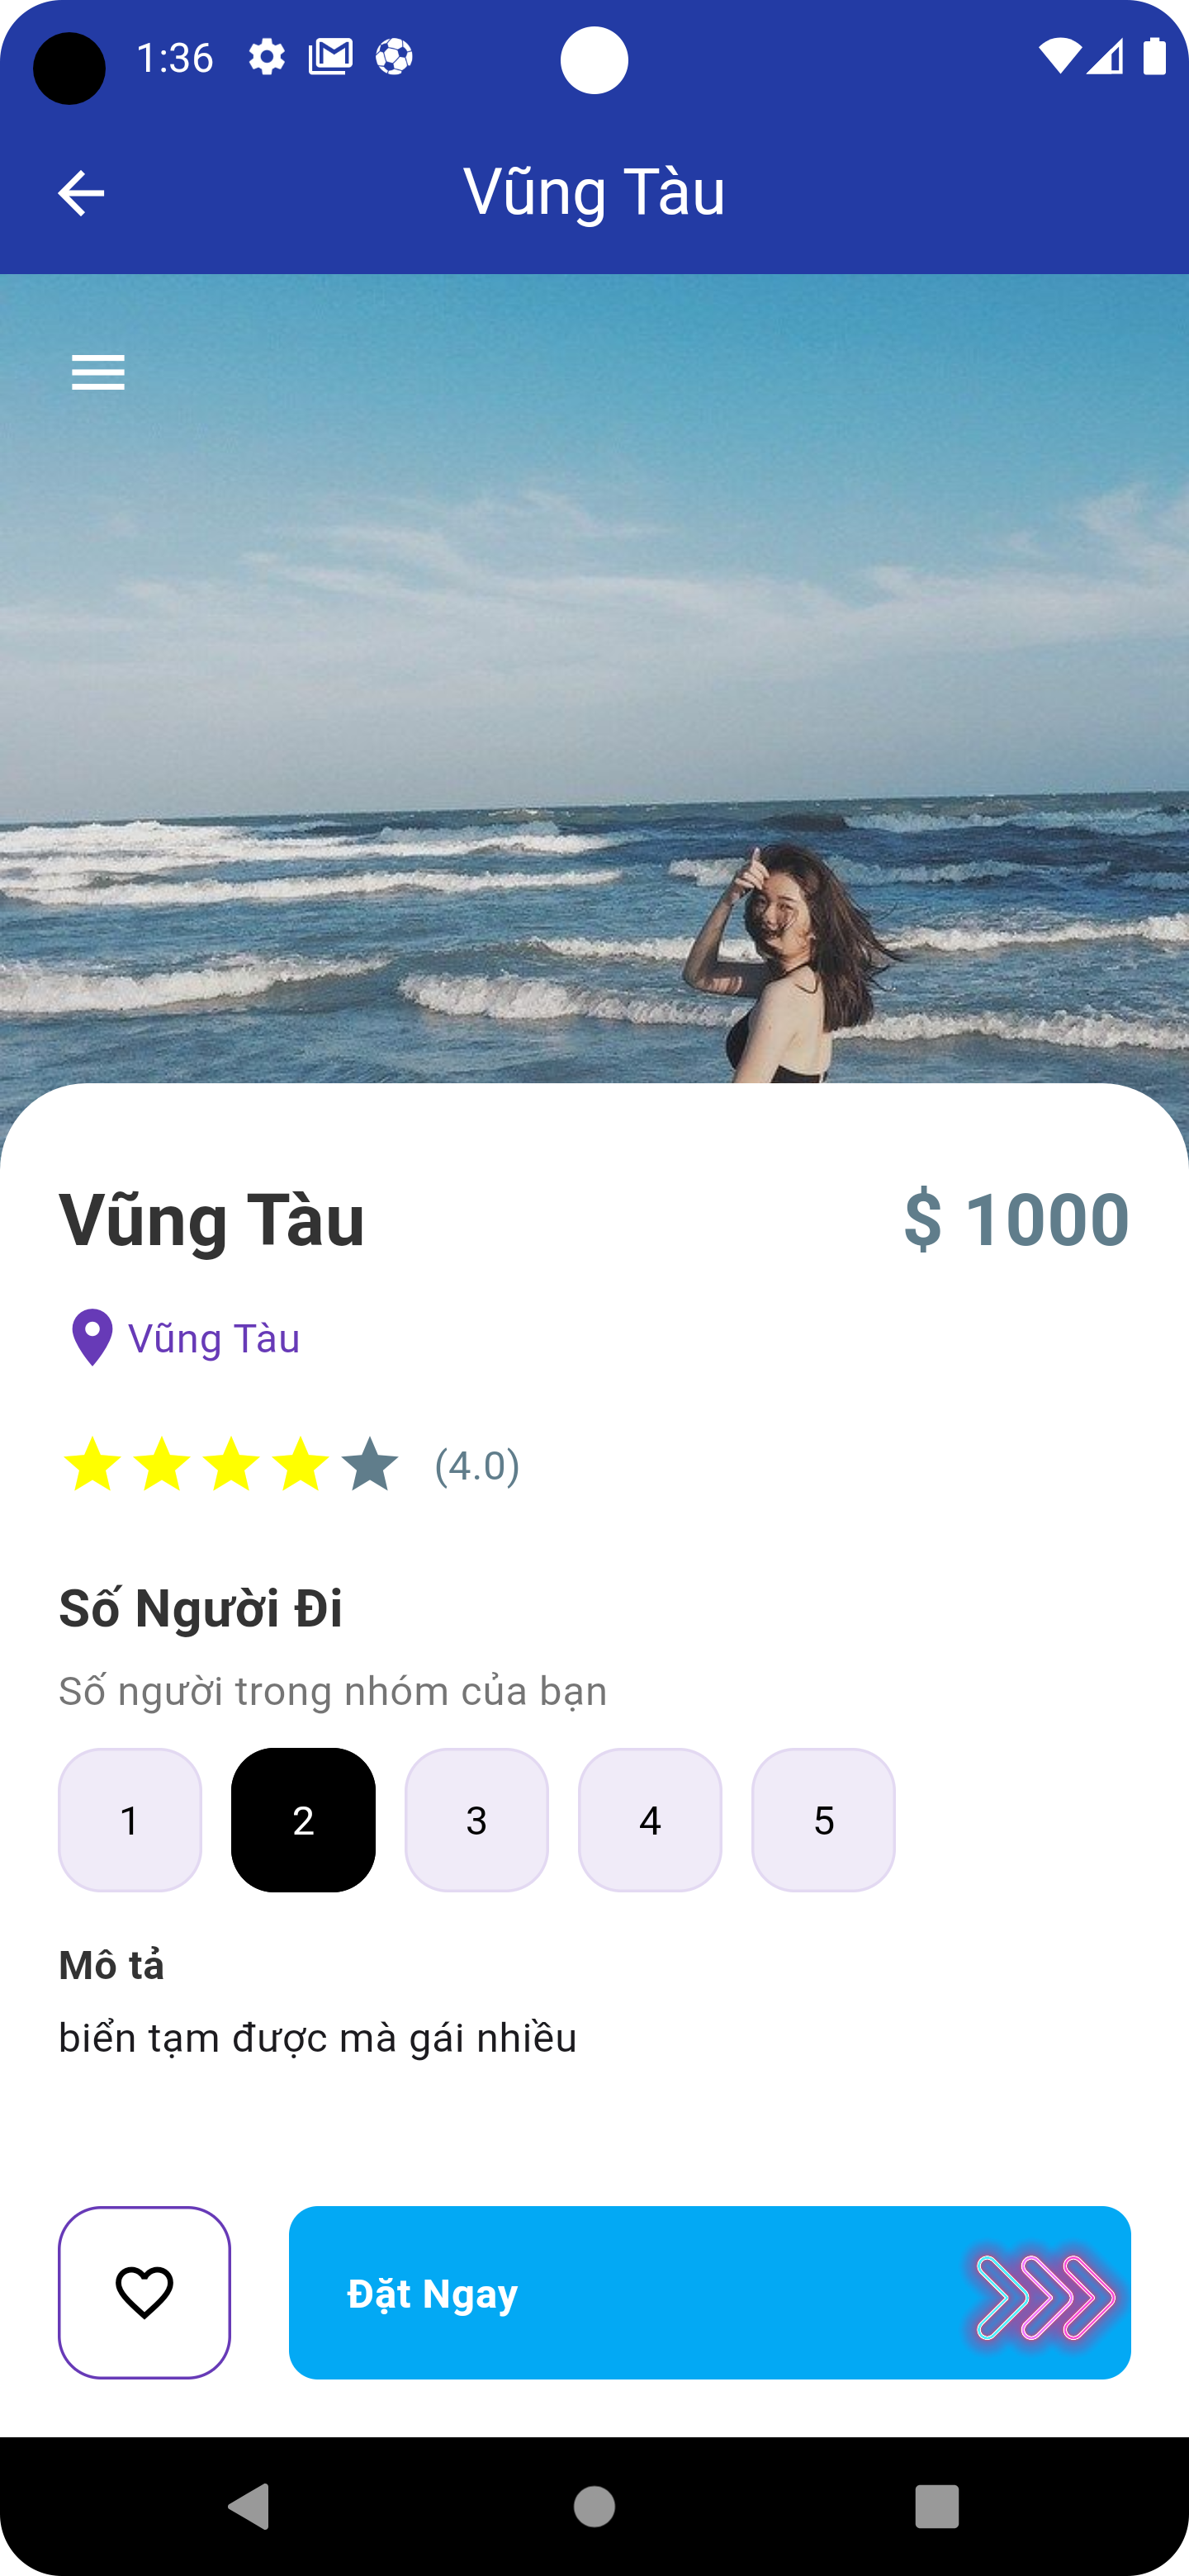 1:36
Vũng Tàu
Vũng Tàu
$ 1000
Vũng Tàu
(4.0)
Số Người Đi
Số người trong nhóm của bạn
1 2 3 4 5
Mô tả
biển tạm được mà gái nhiều
Đặt Ngay